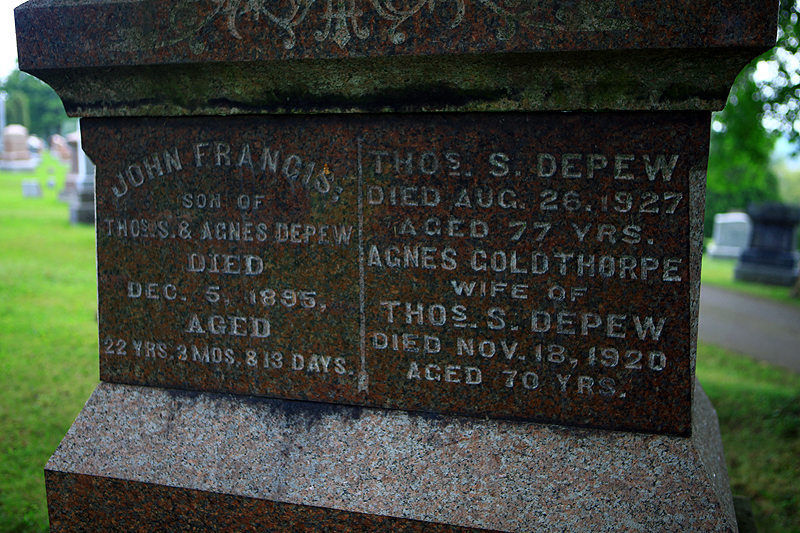 JOHN FRANCIS,
SON OF
THOS. S. & AGNES DEPEW
DIED
DEC. 5, 1895,
AGED
22 YRS, 3 MOS, & 13 DAYS.
THOS. S. DEPEW
DIED AUG. 26, 1927
AGED 77 YRS.
AGNES GOLDTHORPE
WIFE OF
THOS. S. DEPEW
DIED NOV. 18, 1920
AGED 70 YRS.